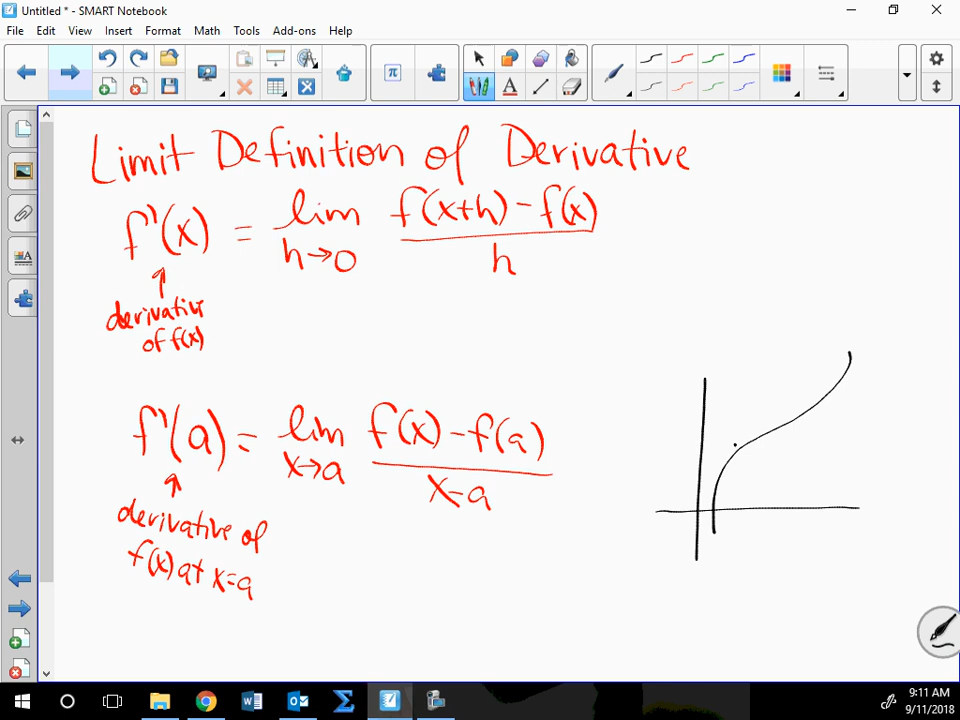 Untitled * - SMART Notebook
File Edit View Insert Format Math Tools Add-ons Help
π
A
Limit Definition of Derivative
f'(x) = lim h→0 f(x+h) - f(x) / h
↑
derivative
of f(x)
f'(a) = lim x→a f(x) - f(a) / x-a
↑
derivative of
f(x) at x=a
9:11 AM
9/11/2018